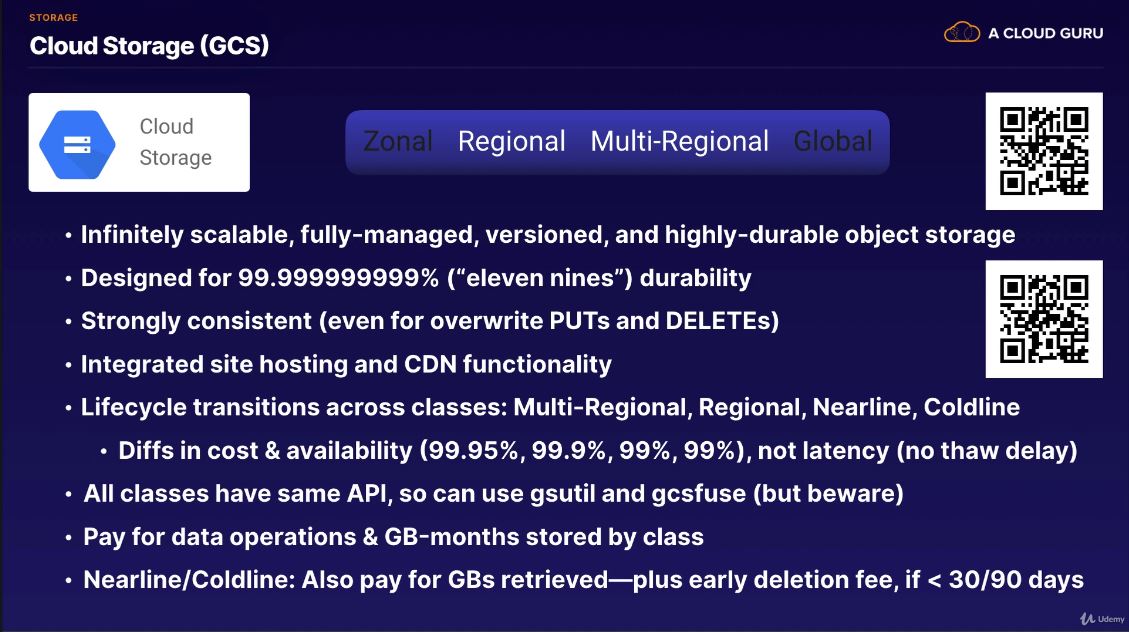 STORAGE
Cloud Storage (GCS)
A CLOUD GURU
Cloud
Storage
Zonal Regional Multi-Regional Global
• Infinitely scalable, fully-managed, versioned, and highly-durable object storage
• Designed for 99.999999999% (“eleven nines”) durability
• Strongly consistent (even for overwrite PUTs and DELETEs)
• Integrated site hosting and CDN functionality
• Lifecycle transitions across classes: Multi-Regional, Regional, Nearline, Coldline
• Diffs in cost & availability (99.95%, 99.9%, 99%, 99%), not latency (no thaw delay)
• All classes have same API, so can use gsutil and gcsfuse (but beware)
• Pay for data operations & GB-months stored by class
• Nearline/Coldline: Also pay for GBs retrieved—plus early deletion fee, if < 30/90 days
Udemy